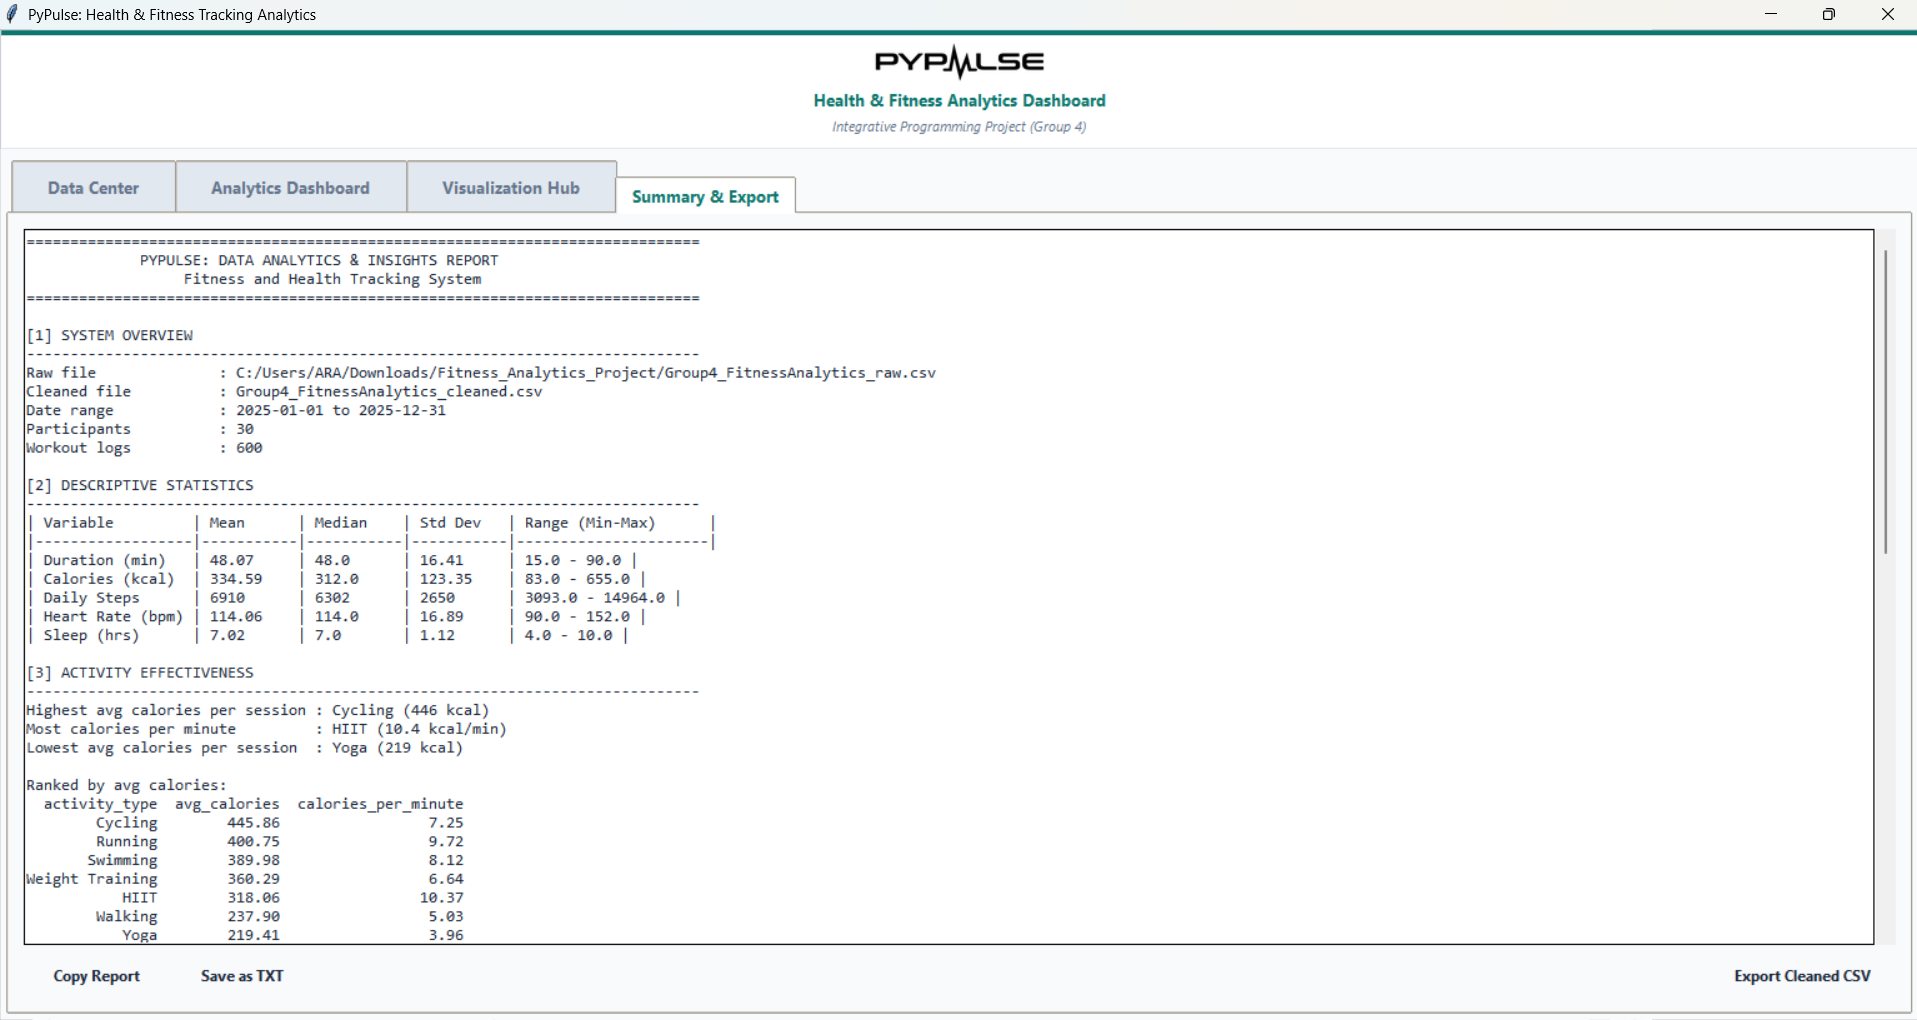 PyPulse: Health & Fitness Tracking Analytics
PYPULSE
Health & Fitness Analytics Dashboard
Integrative Programming Project (Group 4)
Data Center
Analytics Dashboard
Visualization Hub
Summary & Export
=============================================================================
PYPULSE: DATA ANALYTICS & INSIGHTS REPORT
Fitness and Health Tracking System
=============================================================================
[1] SYSTEM OVERVIEW
-----------------------------------------------------------------------------
Raw file : C:/Users/ARA/Downloads/Fitness_Analytics_Project/Group4_FitnessAnalytics_raw.csv
Cleaned file : Group4_FitnessAnalytics_cleaned.csv
Date range : 2025-01-01 to 2025-12-31
Participants : 30
Workout logs : 600
[2] DESCRIPTIVE STATISTICS
-----------------------------------------------------------------------------
| Variable | Mean | Median | Std Dev | Range (Min-Max) |
|------------------|-----------|-----------|-----------|----------------------|
| Duration (min) | 48.07 | 48.0 | 16.41 | 15.0 - 90.0 |
| Calories (kcal) | 334.59 | 312.0 | 123.35 | 83.0 - 655.0 |
| Daily Steps | 6910 | 6302 | 2650 | 3093.0 - 14964.0 |
| Heart Rate (bpm) | 114.06 | 114.0 | 16.89 | 90.0 - 152.0 |
| Sleep (hrs) | 7.02 | 7.0 | 1.12 | 4.0 - 10.0 |
[3] ACTIVITY EFFECTIVENESS
-----------------------------------------------------------------------------
Highest avg calories per session : Cycling (446 kcal)
Most calories per minute : HIIT (10.4 kcal/min)
Lowest avg calories per session : Yoga (219 kcal)
Ranked by avg calories:
activity_type avg_calories calories_per_minute
Cycling 445.86 7.25
Running 400.75 9.72
Swimming 389.98 8.12
Weight Training 360.29 6.64
HIIT 318.06 10.37
Walking 237.90 5.03
Yoga 219.41 3.96
Copy Report
Save as TXT
Export Cleaned CSV